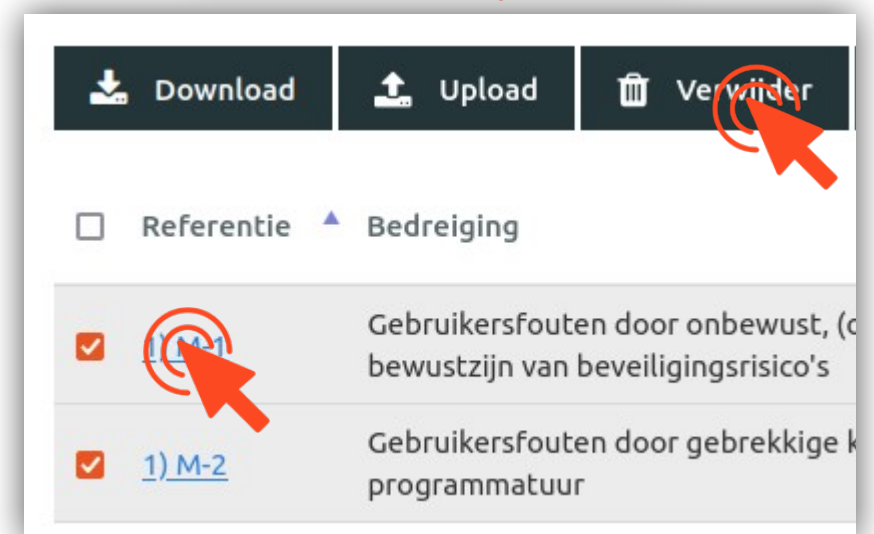 Download Upload Verwijder
Referentie Bedreiging
1) M-1 Gebruikersfouten door onbewust, (
bewustzijn van beveiligingsrisico's
1) M-2 Gebruikersfouten door gebrekkige
programmatuur